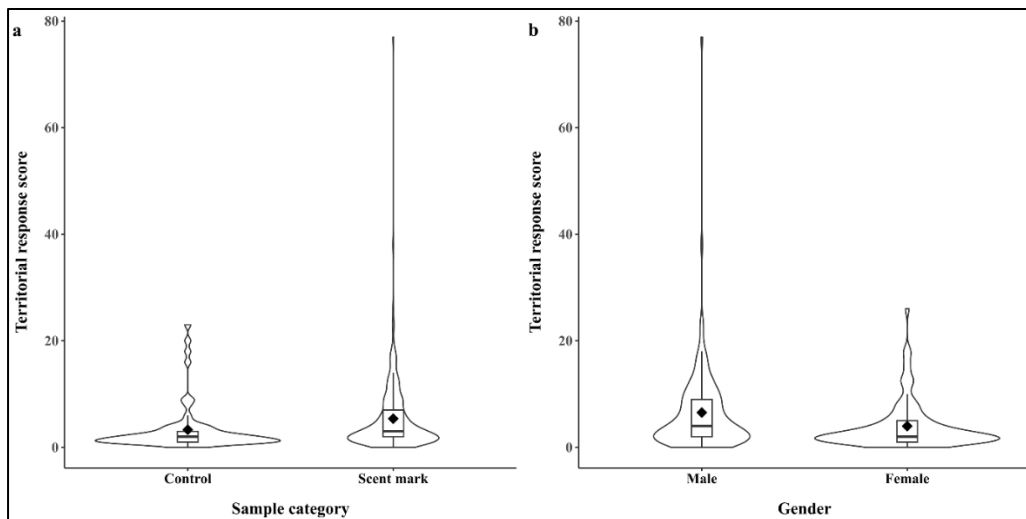 a
Territorial response score
80
60
40
20
0
Control
Scent mark
Sample category
b
Territorial response score
80
60
40
20
0
Male
Female
Gender